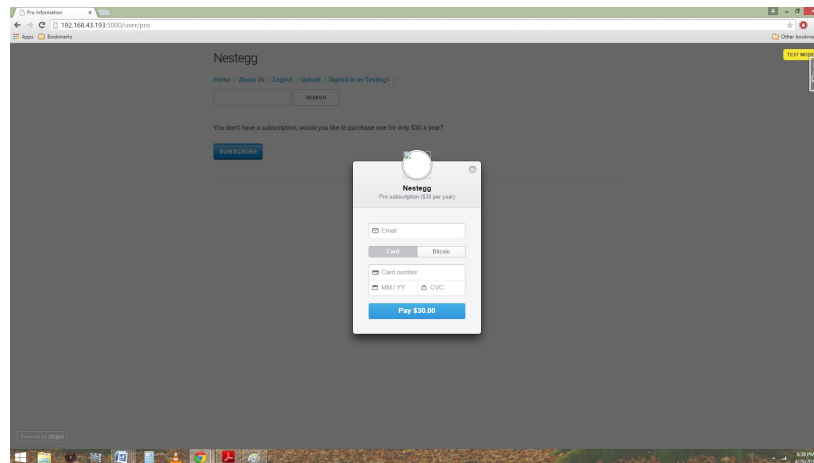 Pro Information
192.168.43.193:5000/user/pro
Apps Bookmarks
Other bookma
Nestegg
TEST MODE
Home / About Us / Logout / Upload / Signed in as Testing1 /
SEARCH
You don't have a subscription, would you like to purchase one for only $30 a year?
SUBSCRIBE
Nestegg
Pro subscription ($30 per year)
Email
Card Bitcoin
Card number
MM / YY CVC
Pay $30.00
Powered by stripe